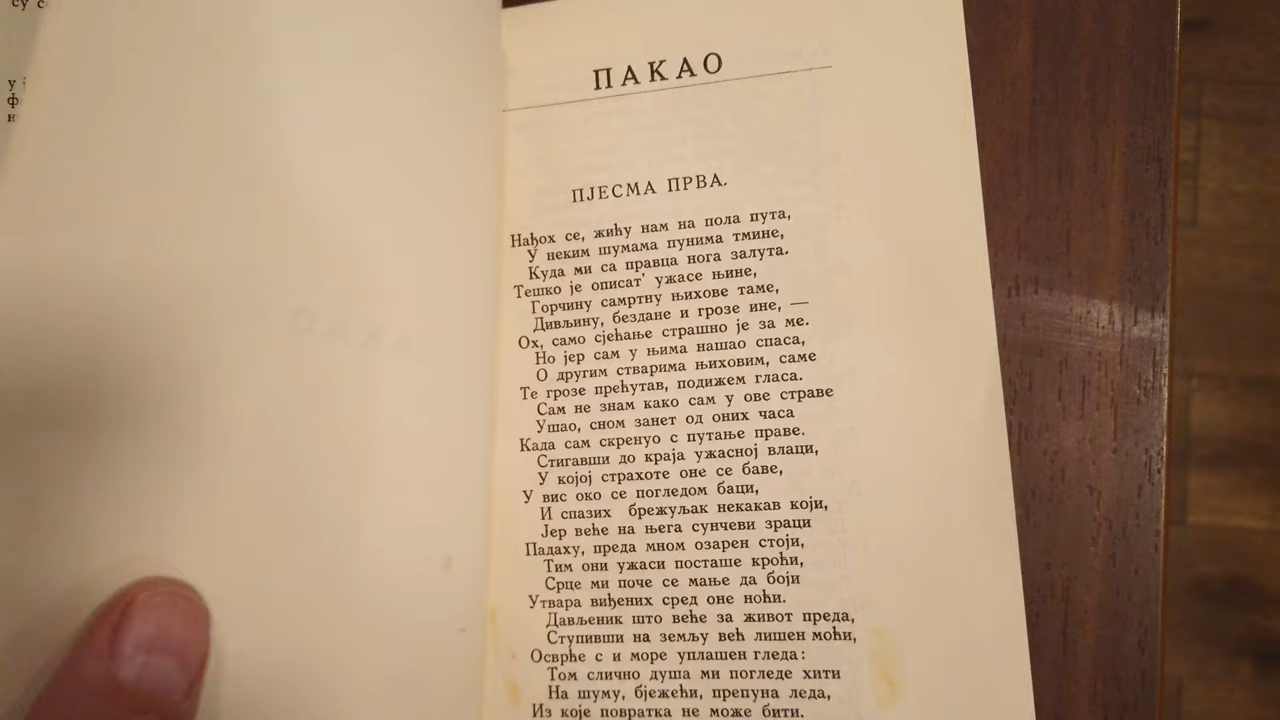 су с
у ј
ф
н
ПАКАО
ПЈЕСМА ПРВА.
Нађох се, жићу нам на пола пута,
У неким шумама пунима тмине,
Куда ми са правца нога залута.
Тешко је описат' ужасе њине,
Горчину самртну њихове таме,
Дивљину, бездане и грозе ине, —
Ох, само сјећање страшно је за ме.
Но јер сам у њима нашао спаса,
О другим стварима њиховим, саме
Те грозе прећутав, подижем гласа.
Сам не знам како сам у ове страве
Ушао, сном занет од оних часа
Када сам скренуо с путање праве.
Стигавши до краја ужасној влаци,
У којој страхоте оне се баве,
У вис око се погледом баци,
И спазих брежуљак некакав који,
Јер веће на њега сунчеви зраци
Падаху, преда мном озарен стоји,
Тим они ужаси посташе кроћи,
Срце ми поче се мање да боји
Утвара виђених сред оне ноћи.
Дављеник што веће за живот преда,
Ступивши на земљу већ лишен моћи,
Осврће с и море уплашен гледа:
Том слично душа ми погледе хити
На шуму, бјежећи, препуна леда,
Из које повратка не може бити.